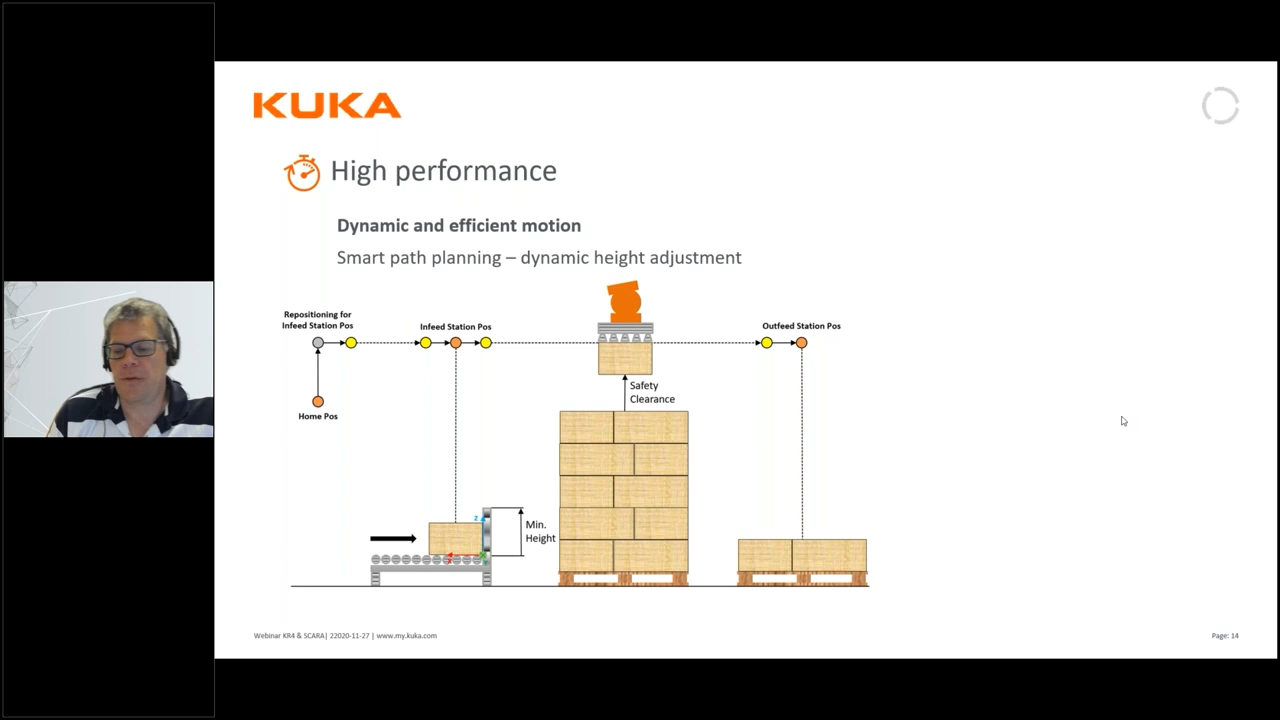 KUKA
High performance
Dynamic and efficient motion
Smart path planning – dynamic height adjustment
Repositioning for
Infeed Station Pos
Infeed Station Pos
Outfeed Station Pos
Safety
Clearance
Home Pos
Z
Min.
Height
X
Y
Webinar KR4 & SCARA| 22020-11-27 | www.my.kuka.com
Page: 14